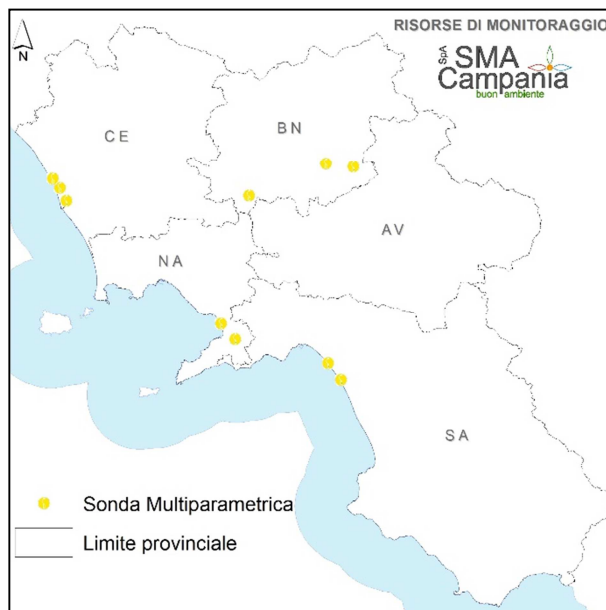 RISORSE DI MONITORAGGIO
N
SpA
SMA
Campania
buon ambiente
CE
BN
AV
NA
SA
Sonda Multiparametrica
Limite provinciale